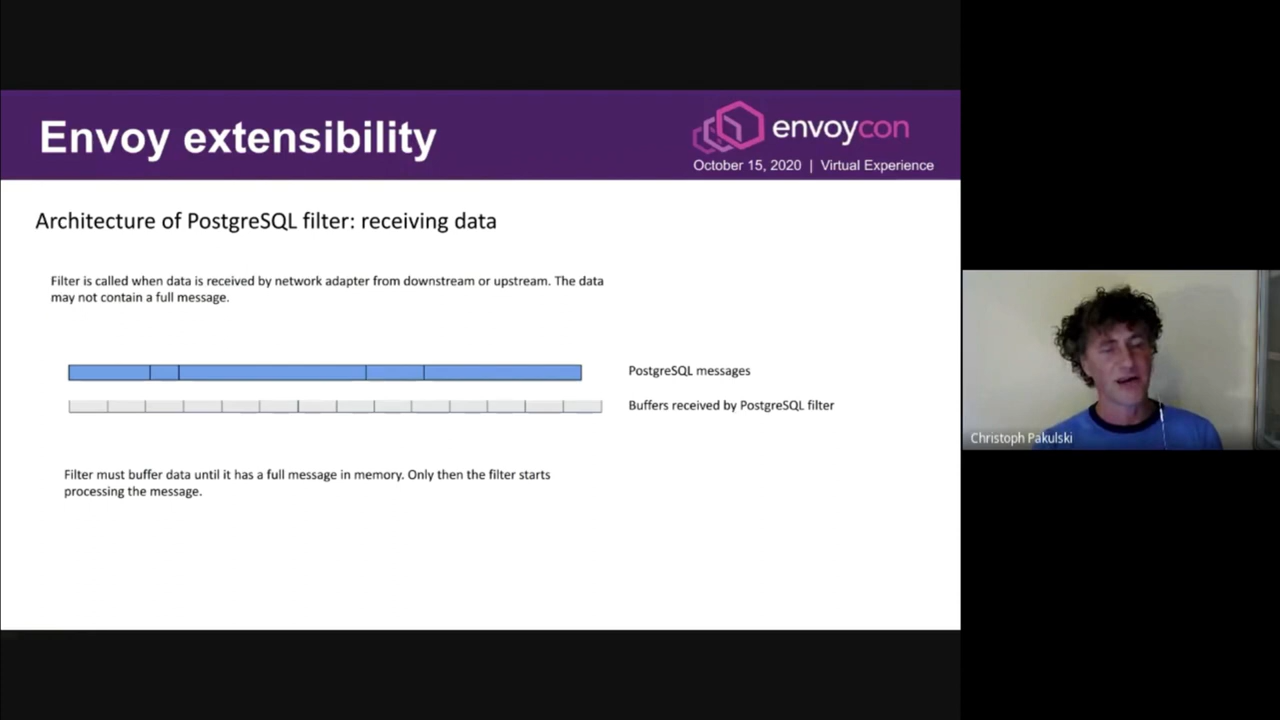 Envoy extensibility
envoycon
October 15, 2020 | Virtual Experience
Architecture of PostgreSQL filter: receiving data
Filter is called when data is received by network adapter from downstream or upstream. The data
may not contain a full message.
PostgreSQL messages
Buffers received by PostgreSQL filter
Christoph Pakulski
Filter must buffer data until it has a full message in memory. Only then the filter starts
processing the message.